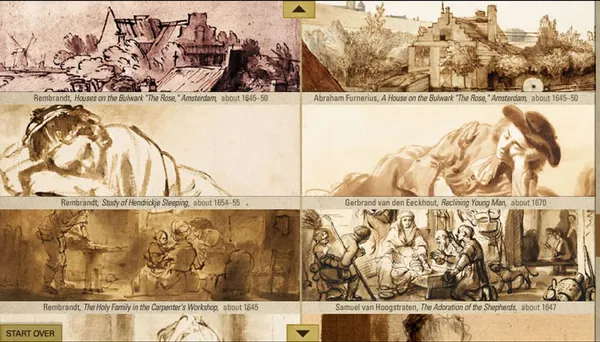 Rembrandt, Houses on the Bulwark "The Rose," Amsterdam, about 1645–50
Abraham Furnerius, A House on the Bulwark "The Rose," Amsterdam, about 1645–50
Rembrandt, Study of Hendrickje Sleeping, about 1654–55
Gerbrand van den Eeckhout, Reclining Young Man, about 1670
Rembrandt, The Holy Family in the Carpenter's Workshop, about 1645
Samuel van Hoogstraten, The Adoration of the Shepherds, about 1647
START OVER